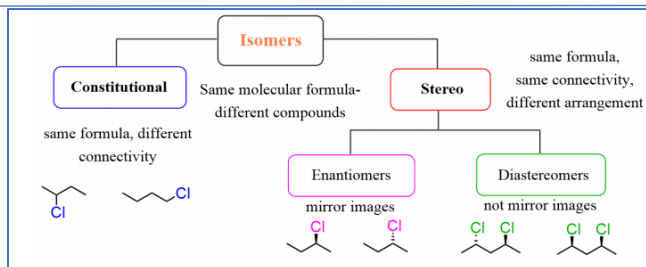 Isomers
Constitutional
Same molecular formula-
different compounds
Stereo
same formula,
same connectivity,
different arrangement
same formula, different
connectivity
Enantiomers
mirror images
Diastereomers
not mirror images
Cl
Cl
Cl
Cl
Cl Cl
Cl Cl